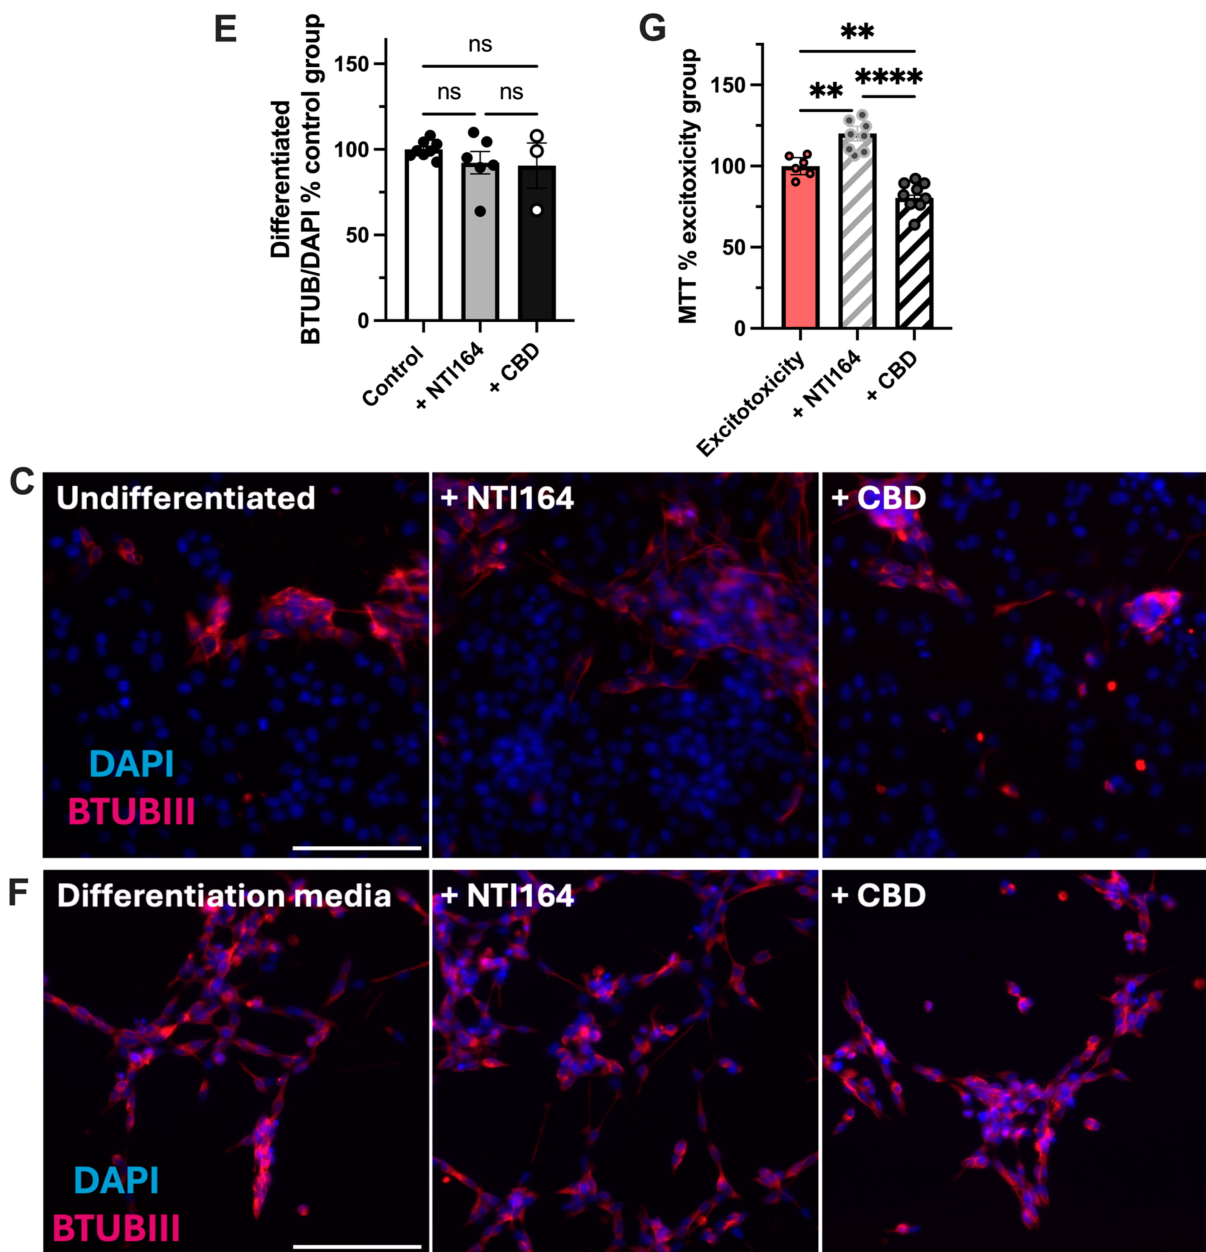 E
Differentiated
BTUB/DAPI % control group
150
100
50
0
ns
ns
ns
Control
+ NTI164
+ CBD
G
MTT % excitoxicity group
150
100
50
0
**
**
****
Excitotoxicity
+ NTI164
+ CBD
C
Undifferentiated
+ NTI164
+ CBD
DAPI
BTUBIII
F
Differentiation media
+ NTI164
+ CBD
DAPI
BTUBIII